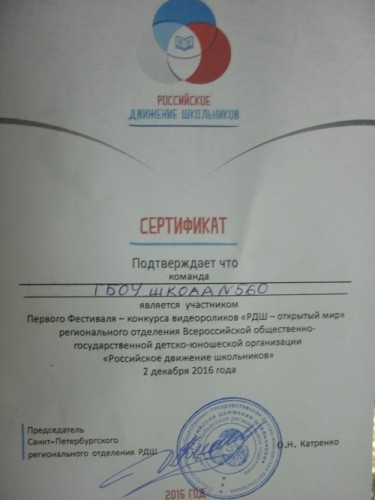 РОССИЙСКОЕ
ДВИЖЕНИЕ ШКОЛЬНИКОВ
СЕРТИФИКАТ
Подтверждает что
команда
ГБОУ школа №560
является участником
Первого Фестиваля – конкурса видеороликов «РДШ – открытый мир»
регионального отделения Всероссийской общественно-
государственной детско-юношеской организации
«Российское движение школьников»
2 декабря 2016 года
Председатель
Санкт-Петербургского
регионального отделения РДШ
О.Н. Катренко
2016 ГОД